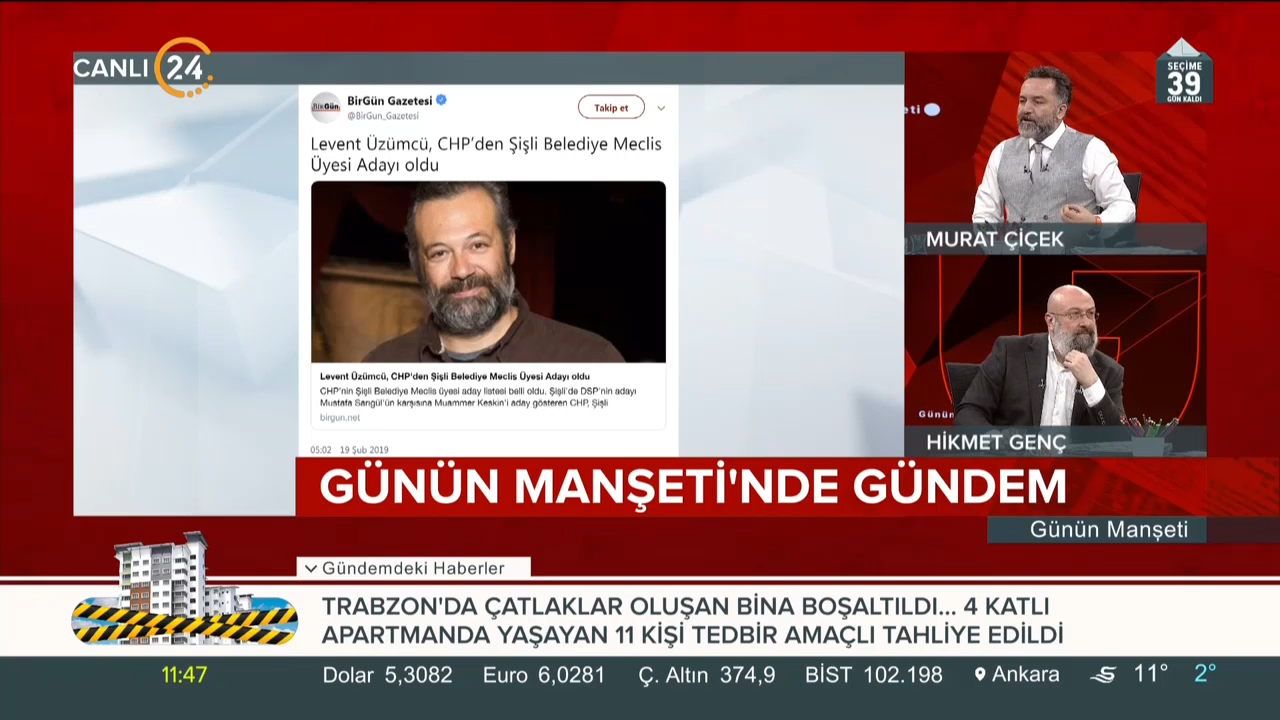 CANLI 24
SEÇİME
39
GÜN KALDI
BirGün
BirGün Gazetesi
@BirGun_Gazetesi
Takip et
Levent Üzümcü, CHP'den Şişli Belediye Meclis
Üyesi Adayı oldu
Levent Üzümcü, CHP'den Şişli Belediye Meclis Üyesi Adayı oldu
CHP'nin Şişli Belediye Meclis üyesi aday listesi belli oldu. Şişli'de DSP'nin adayı
Mustafa Sarıgül'ün karşısına Muammer Keskin'i aday gösteren CHP, Şişli
birgun.net
05:02 19 Şub 2019
eti
MURAT ÇİÇEK
Günün
HİKMET GENÇ
GÜNÜN MANŞETİ'NDE GÜNDEM
Günün Manşeti
Gündemdeki Haberler
TRABZON'DA ÇATLAKLAR OLUŞAN BİNA BOŞALTILDI... 4 KATLI
APARTMANDA YAŞAYAN 11 KİŞİ TEDBİR AMAÇLI TAHLİYE EDİLDİ
11:47 Dolar 5,3082 Euro 6,0281 Ç. Altın 374,9 BİST 102.198 Ankara 11° 2°